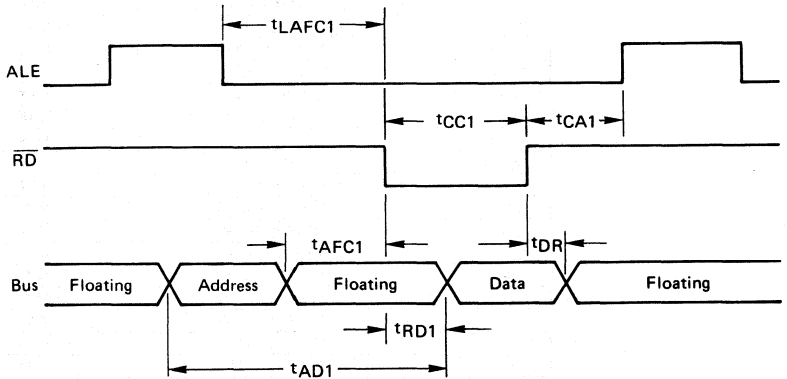 tLAFC1
ALE
tCC1
tCA1
RD
tAFC1
tDR
Bus Floating Address Floating Data Floating
tRD1
tAD1